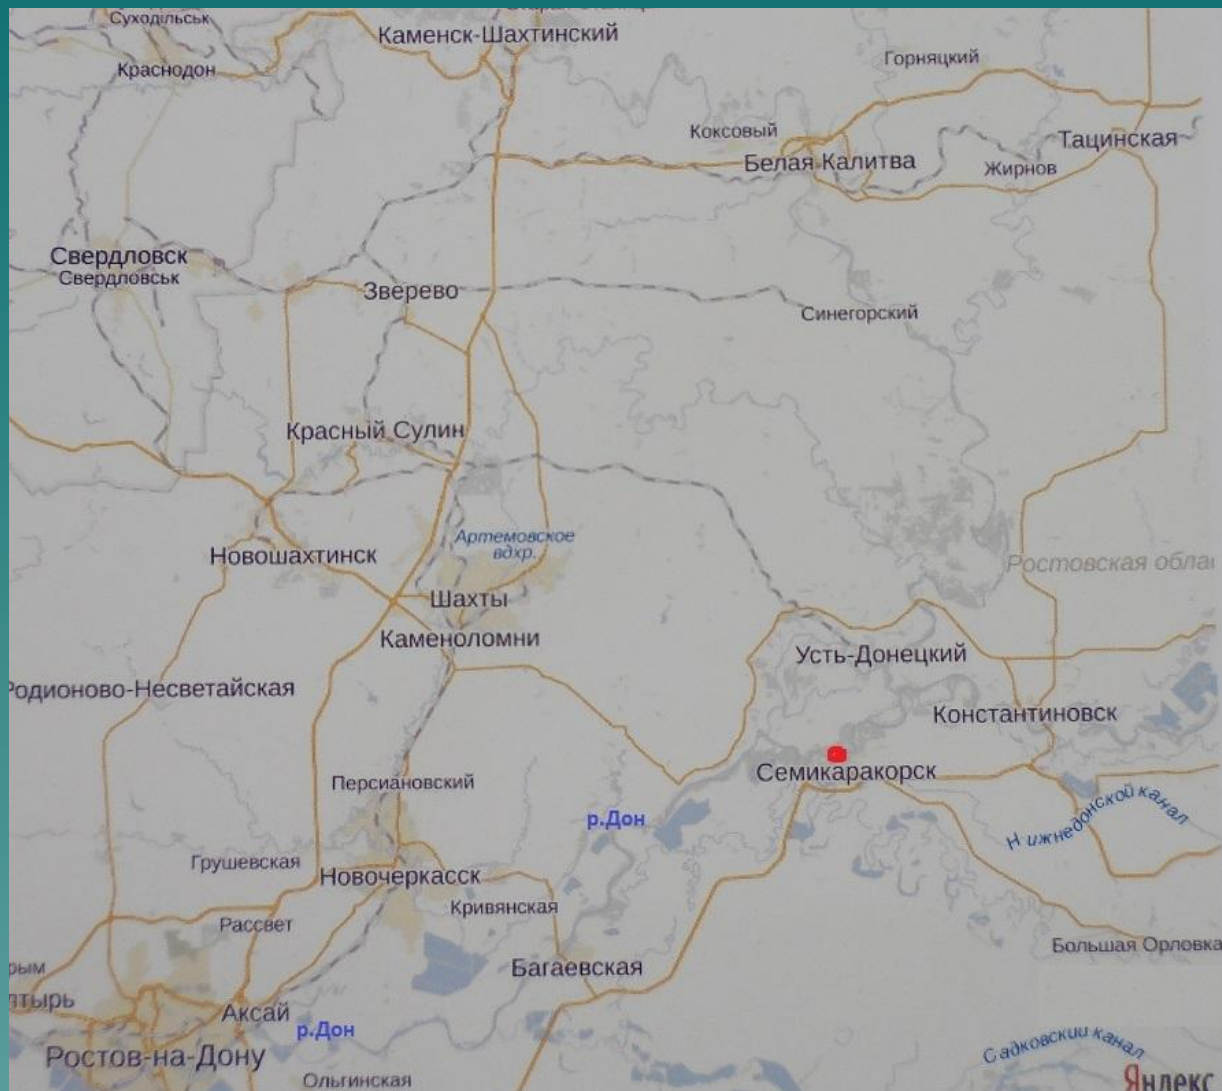 Суходільськ
Каменск-Шахтинский
Краснодон
Горняцкий
Коксовый
Белая Калитва
Тацинская
Жирнов
Свердловск
Свердловськ
Зверево
Синегорский
Красный Сулин
Артемовское
вдхр.
Новошахтинск
Ростовская обла
Шахты
Каменоломни
Усть-Донецкий
Родионово-Несветайская
Константиновск
Семикаракорск
Персиановский
р.Дон
Нижнедонской канал
Грушевская
Новочеркасск
Кривянская
Рассвет
Большая Орловка
рым
Багаевская
лтырь
Аксай
р.Дон
Садковский канал
Ростов-на-Дону
Ольгинская
Яндекс